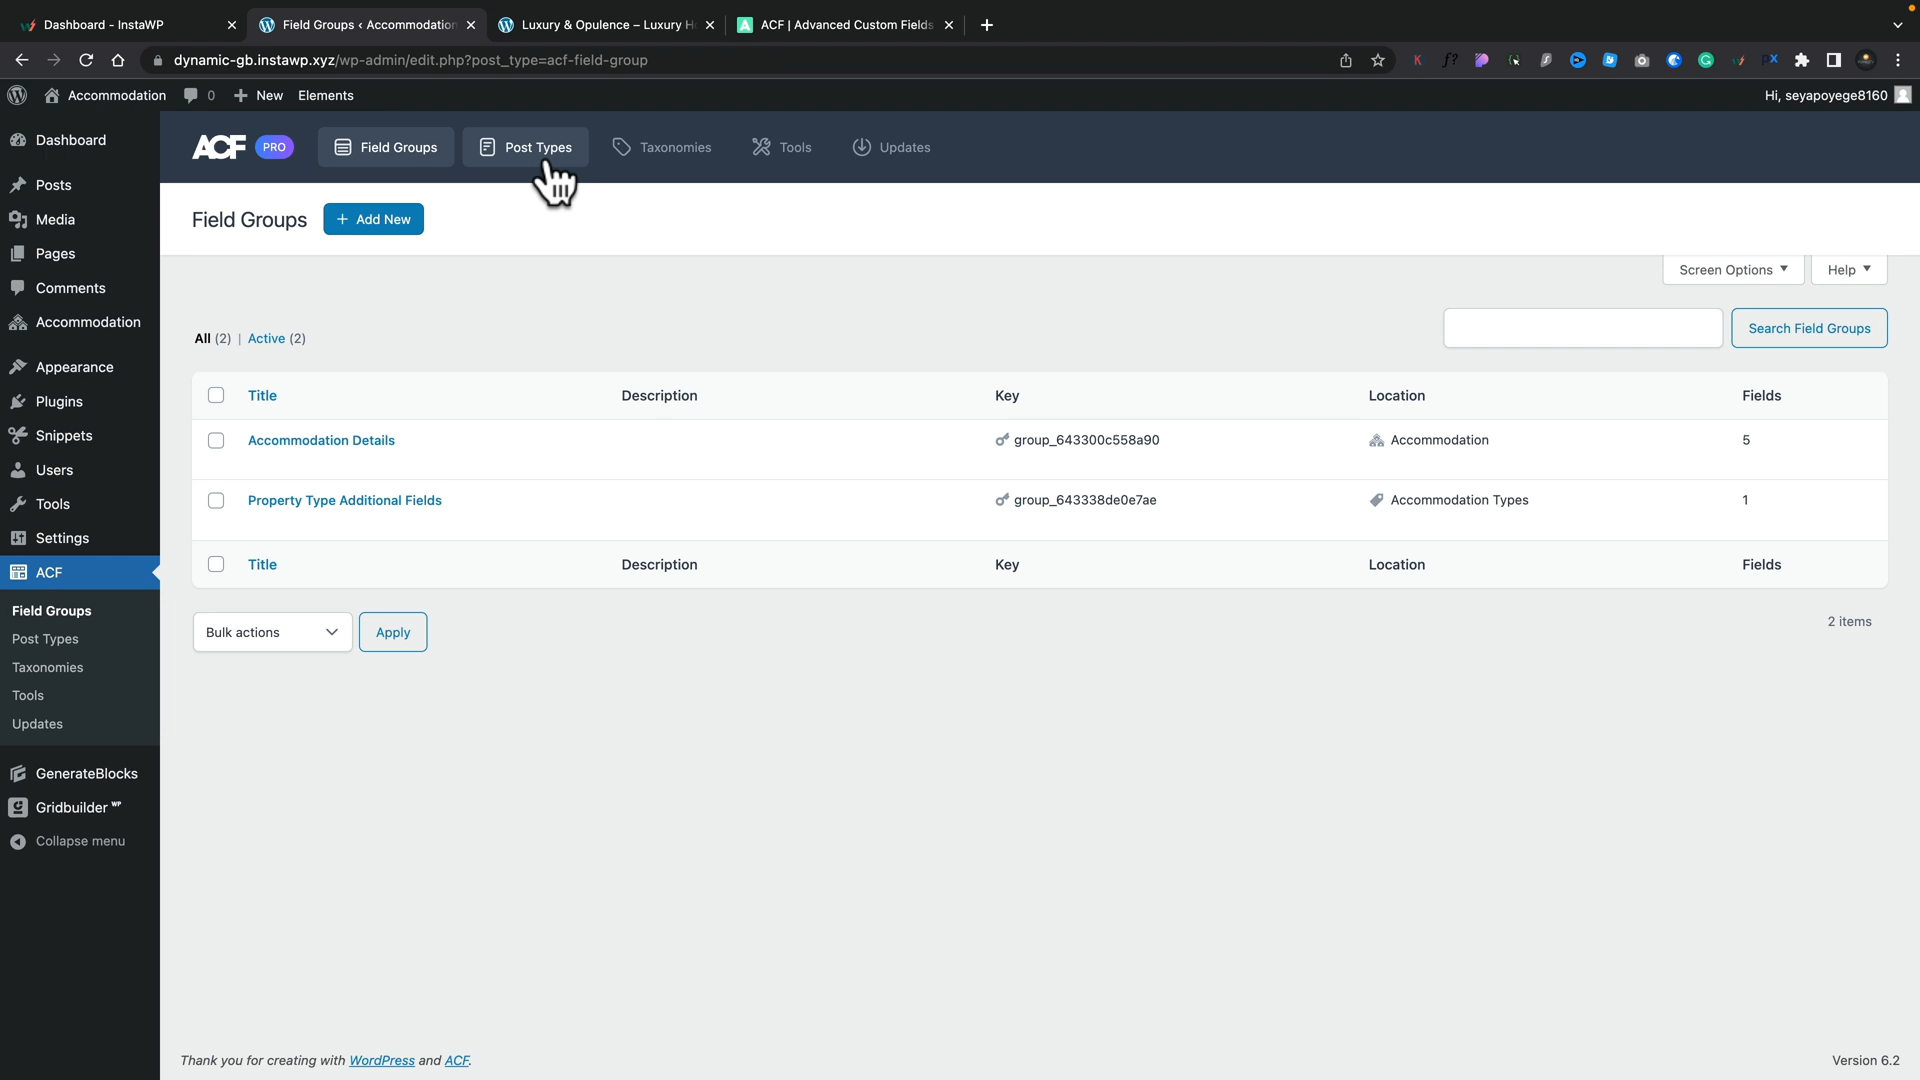 Dashboard - InstaWP
Field Groups ‹ Accommodation
Luxury & Opulence – Luxury H
ACF | Advanced Custom Fields
dynamic-gb.instawp.xyz/wp-admin/edit.php?post_type=acf-field-group
Accommodation
0
New
Elements
Hi, seyapoyege8160
Dashboard
Posts
Media
Pages
Comments
Accommodation
Appearance
Plugins
Snippets
Users
Tools
Settings
ACF
Field Groups
Post Types
Taxonomies
Tools
Updates
GenerateBlocks
Gridbuilder WP
Collapse menu
ACF PRO
Field Groups
Post Types
Taxonomies
Tools
Updates
Field Groups
+ Add New
Screen Options
Help
All (2) | Active (2)
Search Field Groups
Title Description Key Location Fields
Accommodation Details group_643300c558a90 Accommodation 5
Property Type Additional Fields group_643338de0e7ae Accommodation Types 1
Title Description Key Location Fields
Bulk actions
Apply
2 items
Thank you for creating with WordPress and ACF.
Version 6.2